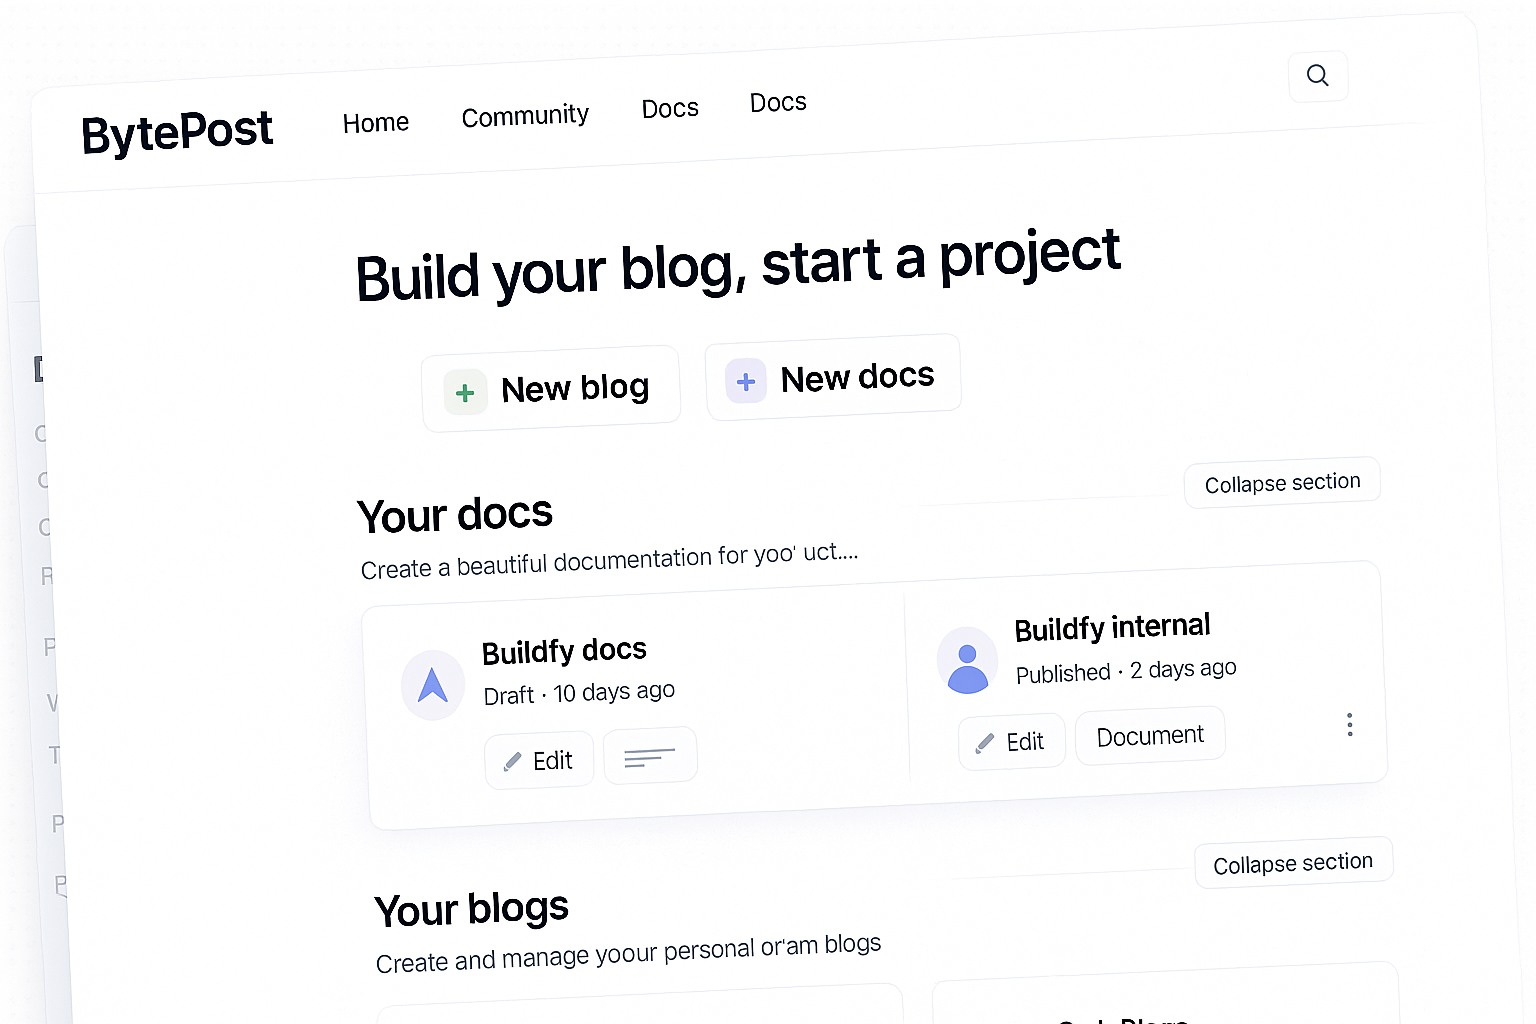 BytePost Home Community Docs Docs
Build your blog, start a project
New blog New docs
Your docs
Collapse section
Create a beautiful documentation for yoo' uct....
Buildfy docs
Draft · 10 days ago
Edit
Buildfy internal
Published · 2 days ago
Edit Document
Your blogs
Collapse section
Create and manage yoour personal or'am blogs